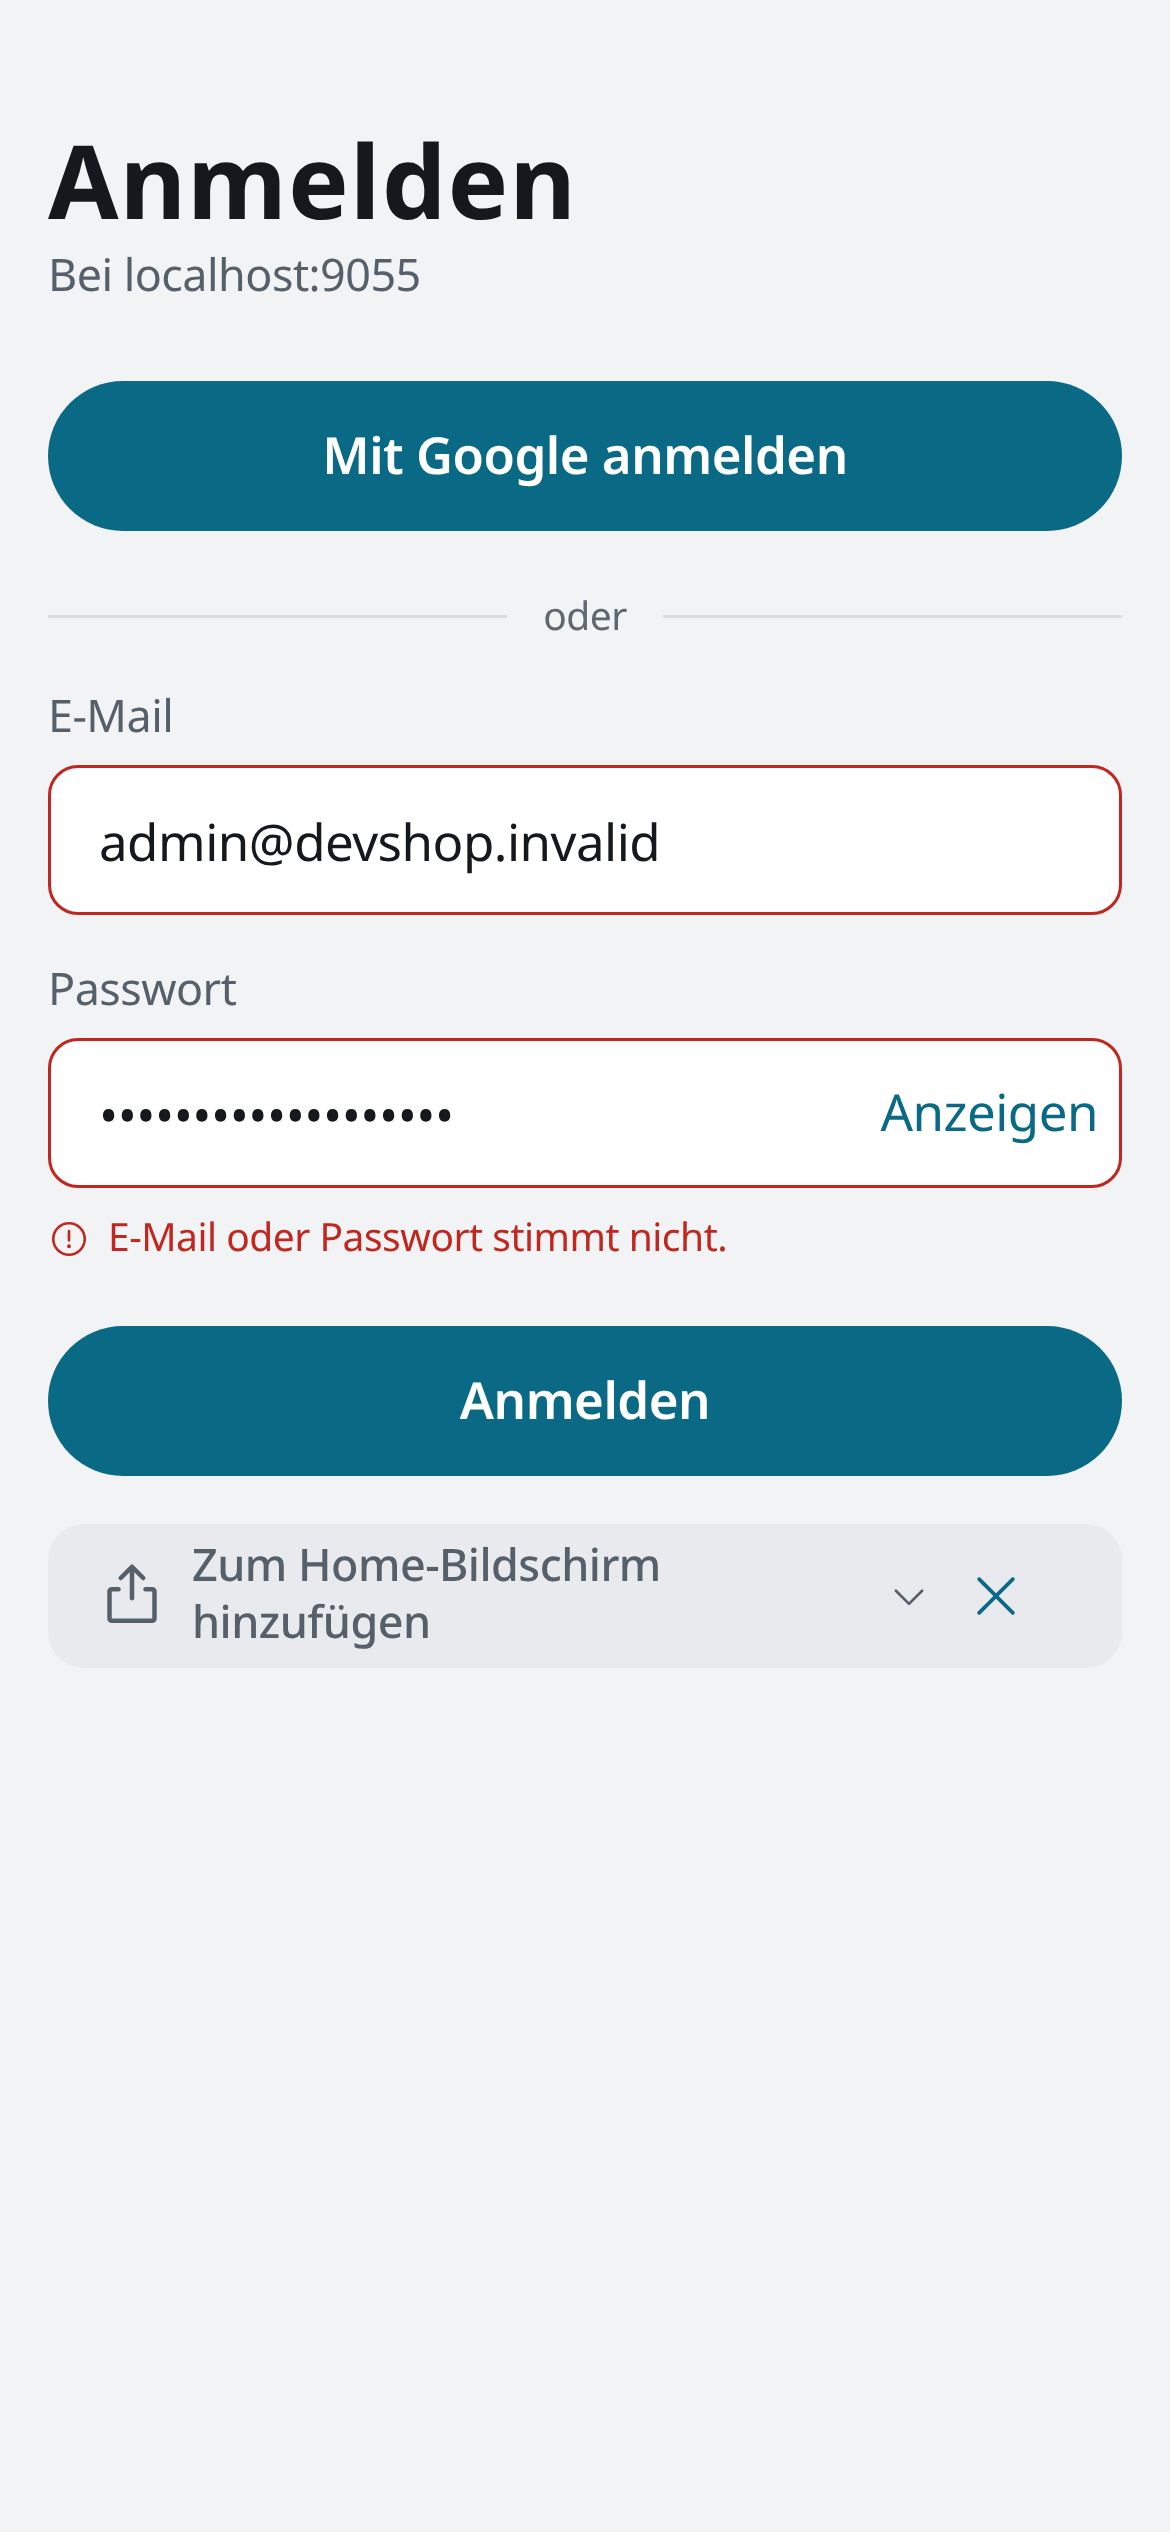 Anmelden
Bei localhost:9055
Mit Google anmelden
oder
E-Mail
admin@devshop.invalid
Passwort
•••••••••••••••••••
Anzeigen
E-Mail oder Passwort stimmt nicht.
Anmelden
Zum Home-Bildschirm
hinzufügen